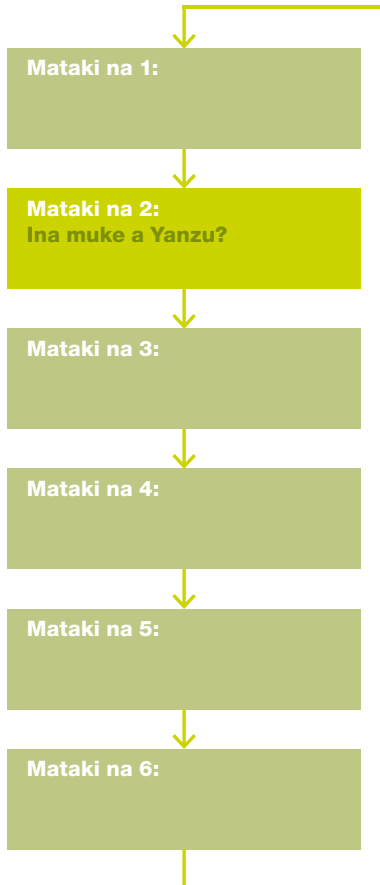 Mataki na 1:
Mataki na 2:
Ina muke a Yanzu?
Mataki na 3:
Mataki na 4:
Mataki na 5:
Mataki na 6: